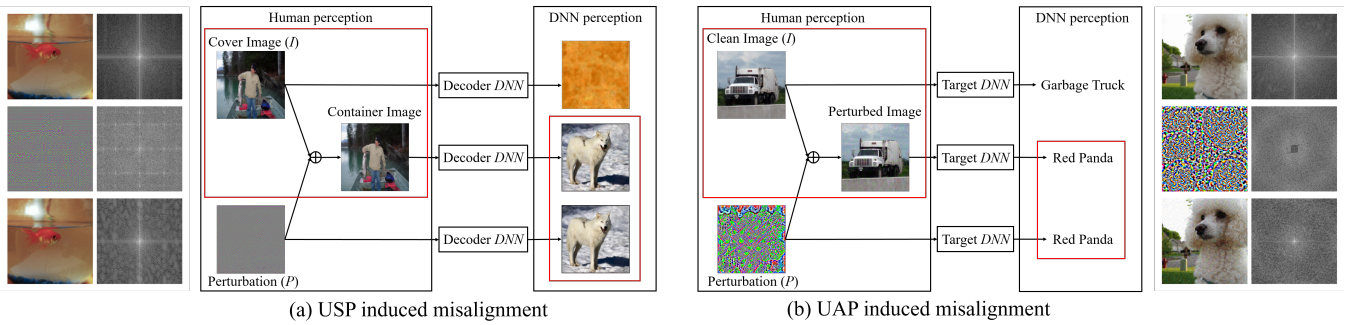 Human perception
DNN perception
Cover Image (I)
Decoder DNN
Container Image
Decoder DNN
Decoder DNN
Perturbation (P)
(a) USP induced misalignment
Human perception
DNN perception
Clean Image (I)
Target DNN
Garbage Truck
Perturbed Image
Target DNN
Red Panda
Target DNN
Red Panda
Perturbation (P)
(b) UAP induced misalignment